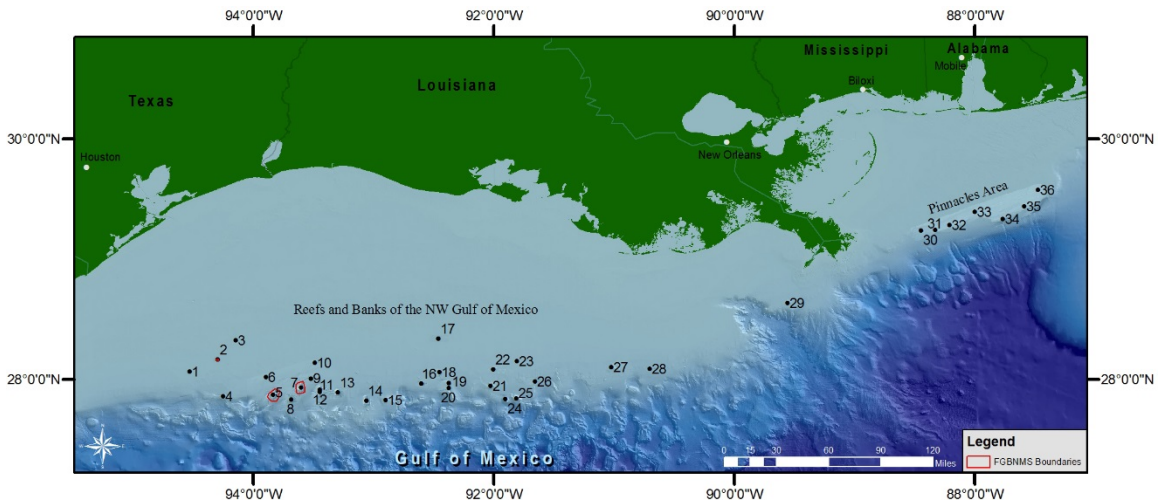 94°0'0"W 92°0'0"W 90°0'0"W 88°0'0"W
Mississippi Alabama
Mobile
Louisiana
Biloxi
Texas
30°0'0"N 30°0'0"N
New Orleans
Houston
Pinnacles Area
36
35
33
34
31
32
30
29
Reefs and Banks of the NW Gulf of Mexico
17
3
2
10
22
23
27
28
1
6
9
16
18
28°0'0"N 28°0'0"N
7
11
13
19
21
26
4
5
8
12
14
15
20
25
24
Legend
FGBNMS Boundaries
0 15 30 60 90 120
Miles
Gulf of Mexico
94°0'0"W 92°0'0"W 90°0'0"W 88°0'0"W